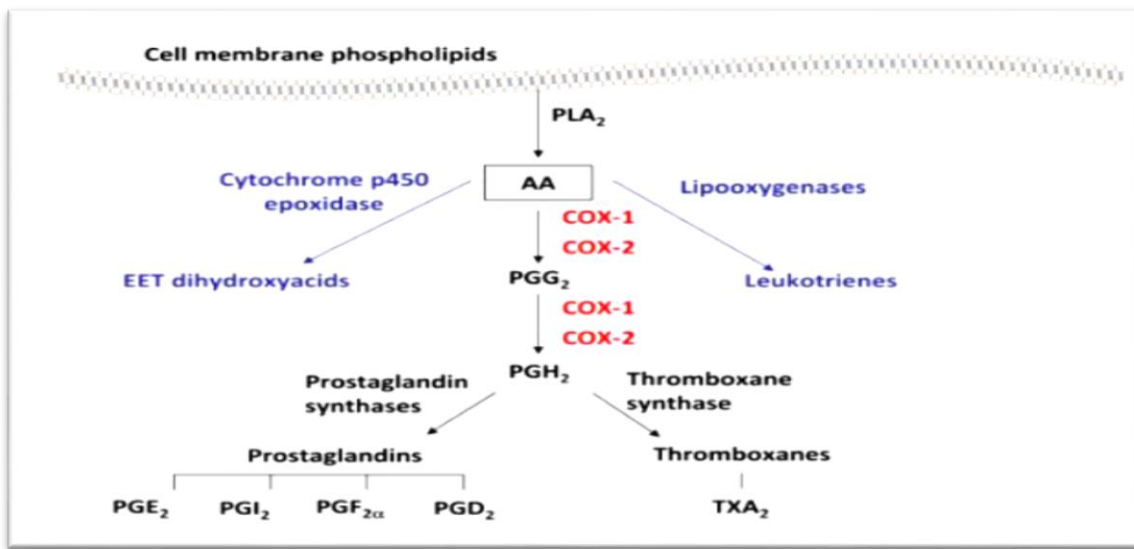 Cell membrane phospholipids
PLA₂
Cytochrome p450
epoxidase
AA
Lipooxygenases
COX-1
COX-2
EET dihydroxyacids
PGG₂
Leukotrienes
COX-1
COX-2
PGH₂
Prostaglandin
synthases
Thromboxane
synthase
Prostaglandins
Thromboxanes
PGE₂ PGI₂ PGF₂α PGD₂ TXA₂